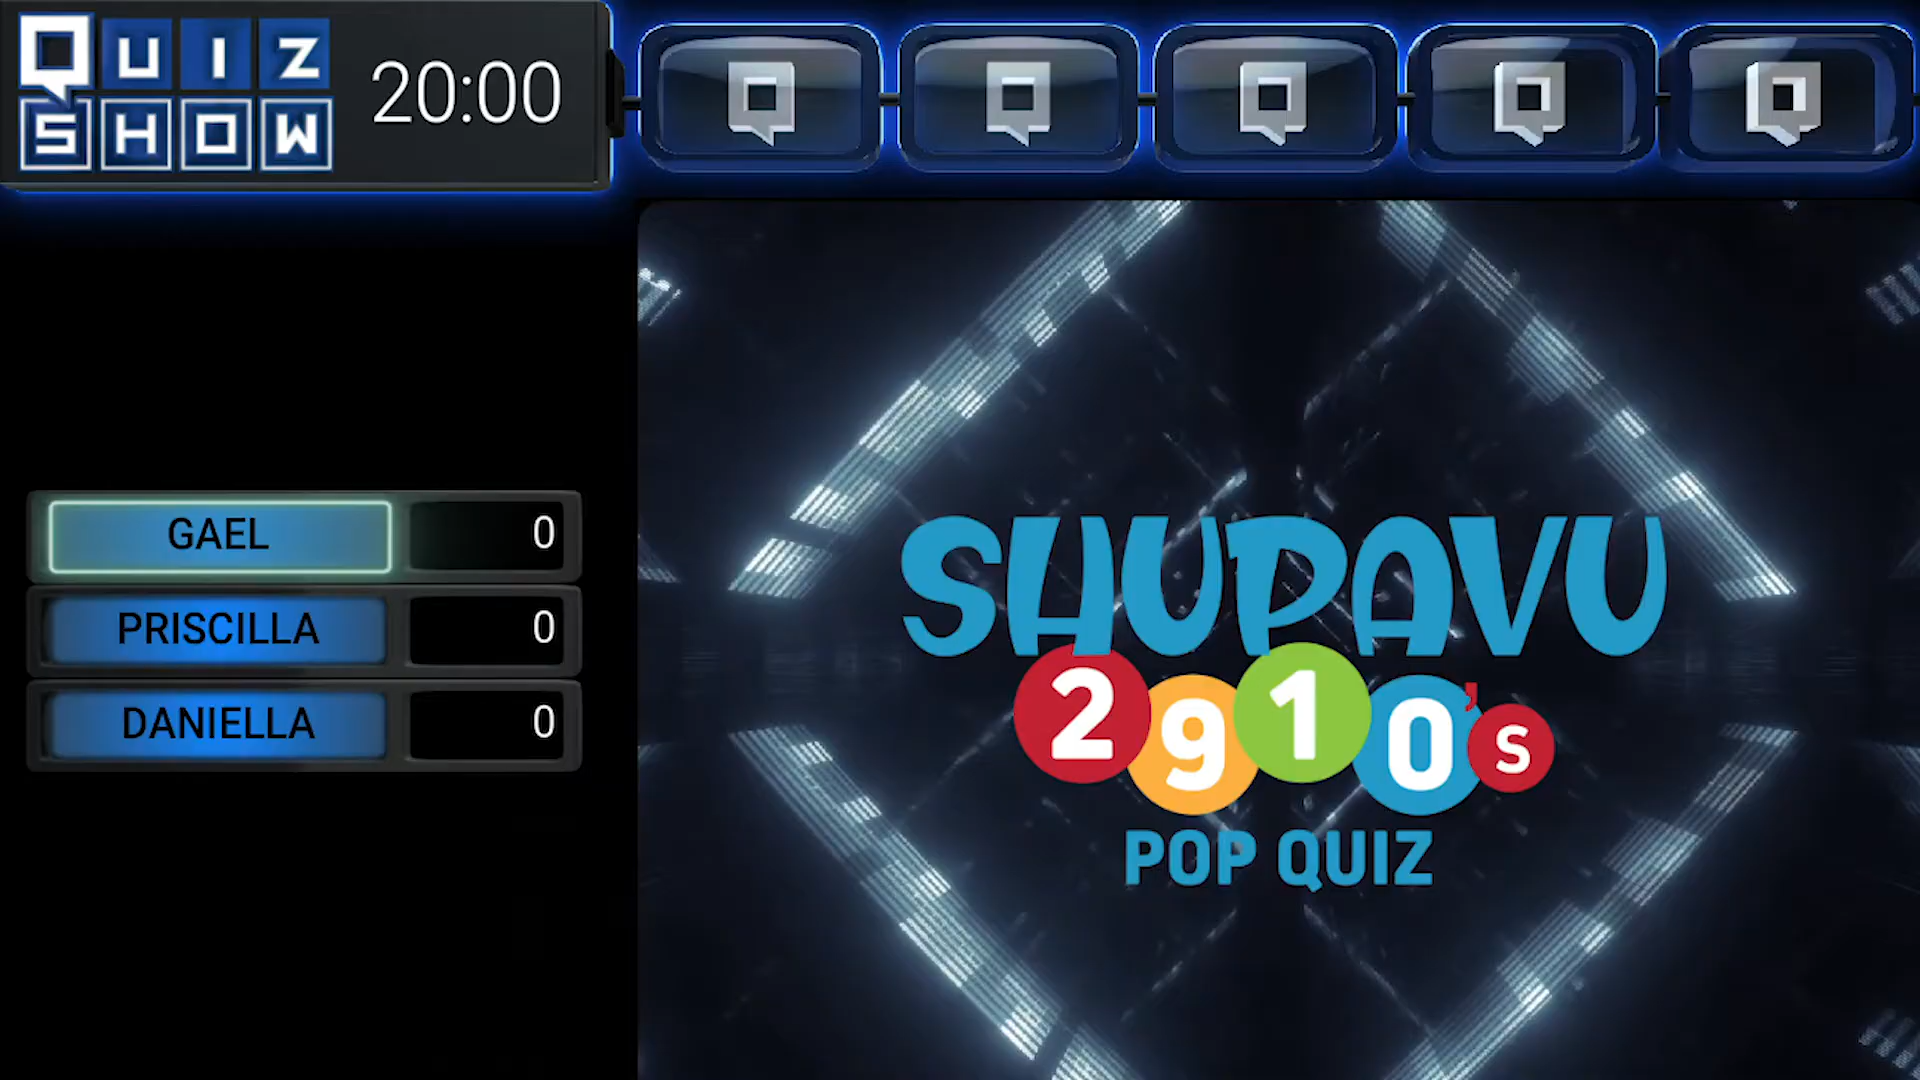 QUIZ
SHOW
20:00
GAEL 0
PRISCILLA 0
DANIELLA 0
SHUPAVU
2910's
POP QUIZ